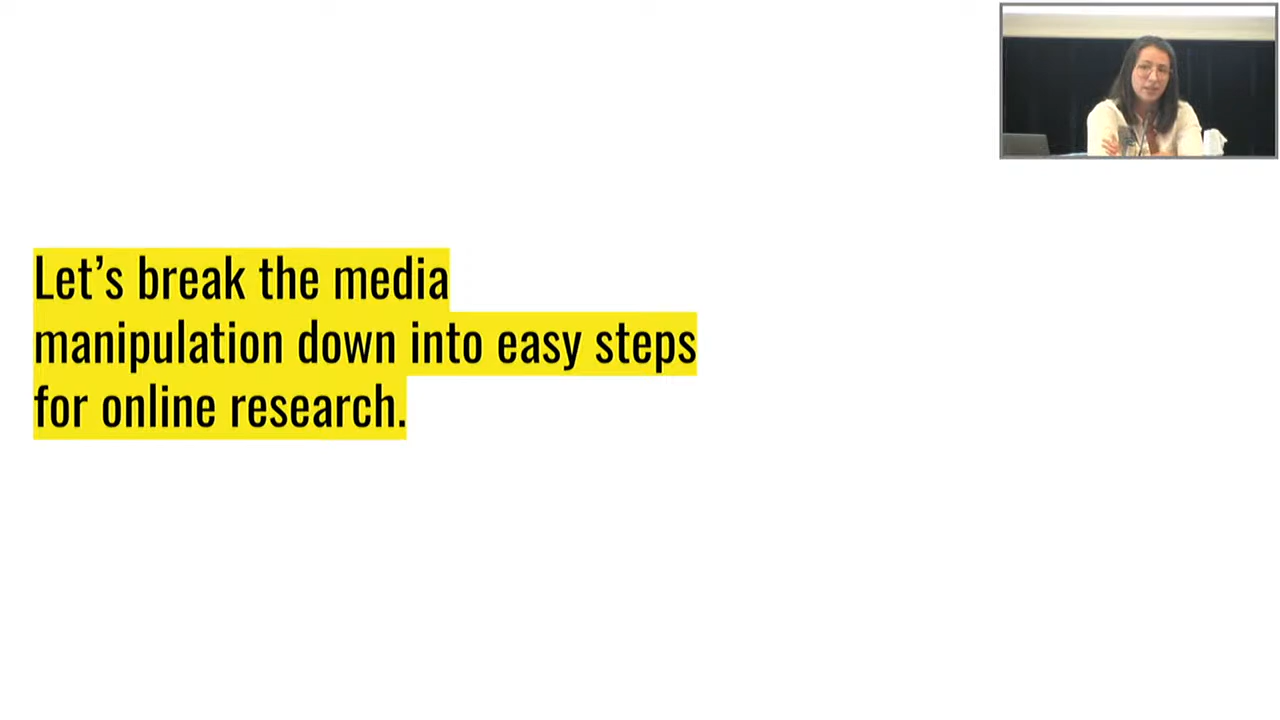 Let’s break the media
manipulation down into easy steps
for online research.